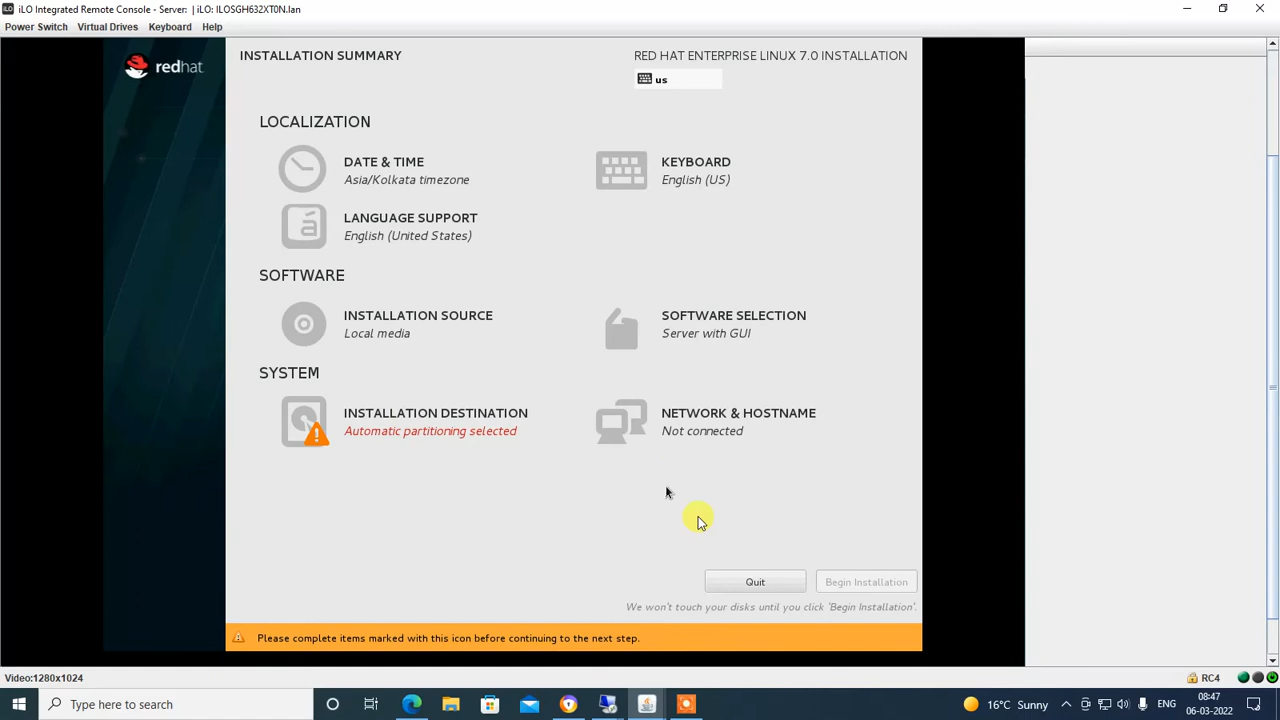 iLO Integrated Remote Console - Server: | iLO: ILOSGH632XT0N.lan
Power Switch Virtual Drives Keyboard Help
redhat.
INSTALLATION SUMMARY
RED HAT ENTERPRISE LINUX 7.0 INSTALLATION
us
LOCALIZATION
DATE & TIME
Asia/Kolkata timezone
KEYBOARD
English (US)
LANGUAGE SUPPORT
English (United States)
SOFTWARE
INSTALLATION SOURCE
Local media
SOFTWARE SELECTION
Server with GUI
SYSTEM
INSTALLATION DESTINATION
Automatic partitioning selected
NETWORK & HOSTNAME
Not connected
Quit
Begin Installation
We won't touch your disks until you click 'Begin Installation'.
Please complete items marked with this icon before continuing to the next step.
Video:1280x1024
RC4
Type here to search
16°C Sunny
ENG
08:47
06-03-2022